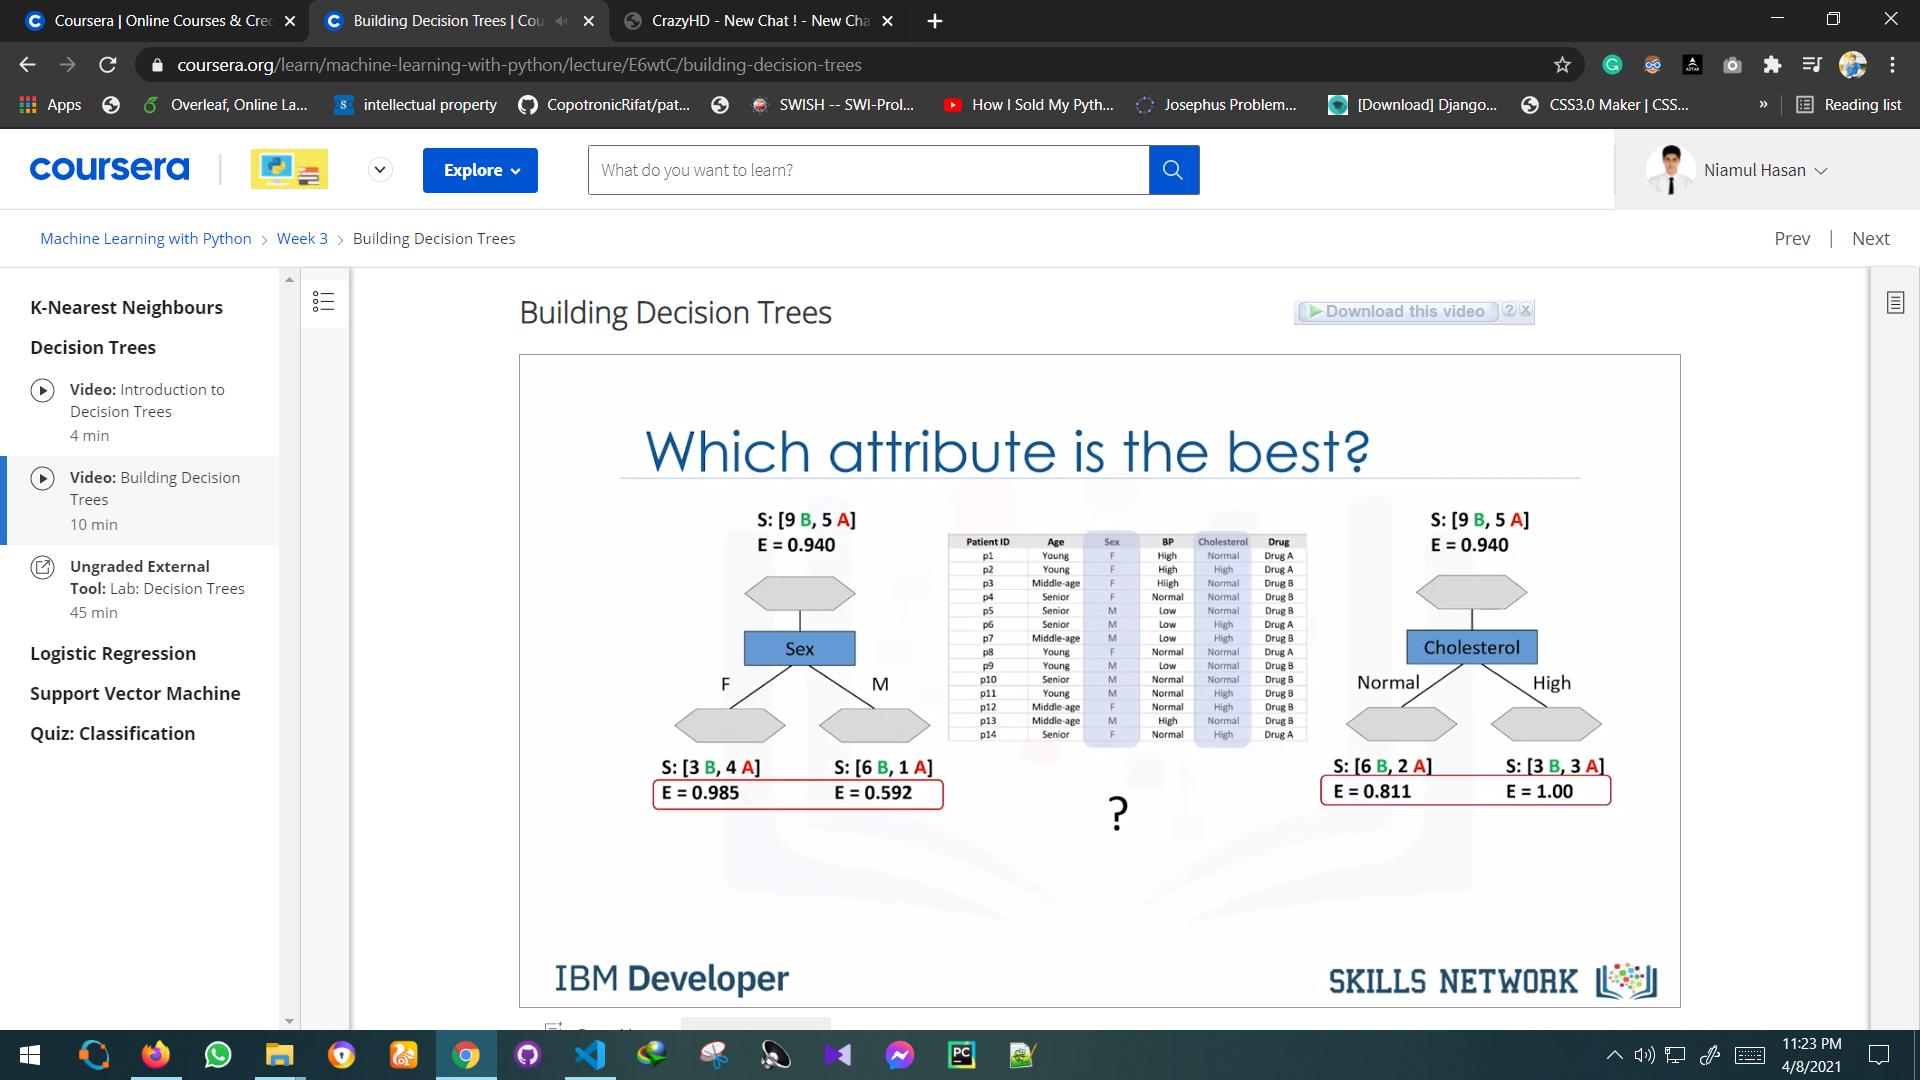 Coursera | Online Courses & Cre
Building Decision Trees | Cou
CrazyHD - New Chat ! - New Cha
coursera.org/learn/machine-learning-with-python/lecture/E6wtC/building-decision-trees
Apps
Overleaf, Online La...
intellectual property
CopotronicRifat/pat...
SWISH -- SWI-Prol...
How I Sold My Pyth...
Josephus Problem...
[Download] Django...
CSS3.0 Maker | CSS...
»
Reading list
coursera
Explore
What do you want to learn?
Niamul Hasan
Machine Learning with Python > Week 3 > Building Decision Trees
Prev | Next
K-Nearest Neighbours
Decision Trees
Video: Introduction to
Decision Trees
4 min
Video: Building Decision
Trees
10 min
Ungraded External
Tool: Lab: Decision Trees
45 min
Logistic Regression
Support Vector Machine
Quiz: Classification
Building Decision Trees
Download this video ? X
Which attribute is the best?
S: [9 B, 5 A]
E = 0.940
Sex
F M
S: [3 B, 4 A] S: [6 B, 1 A]
E = 0.985 E = 0.592
Patient ID Age Sex BP Cholesterol Drug
p1 Young F High Normal Drug A
p2 Young F High High Drug A
p3 Middle-age F Hiigh Normal Drug B
p4 Senior F Normal Normal Drug B
p5 Senior M Low Normal Drug B
p6 Senior M Low High Drug A
p7 Middle-age M Low High Drug B
p8 Young F Normal Normal Drug A
p9 Young M Low Normal Drug B
p10 Senior M Normal Normal Drug B
p11 Young M Normal High Drug B
p12 Middle-age F Normal High Drug B
p13 Middle-age M High Normal Drug B
p14 Senior F Normal High Drug A
?
S: [9 B, 5 A]
E = 0.940
Cholesterol
Normal High
S: [6 B, 2 A] S: [3 B, 3 A]
E = 0.811 E = 1.00
IBM Developer
SKILLS NETWORK
PC
11:23 PM
4/8/2021